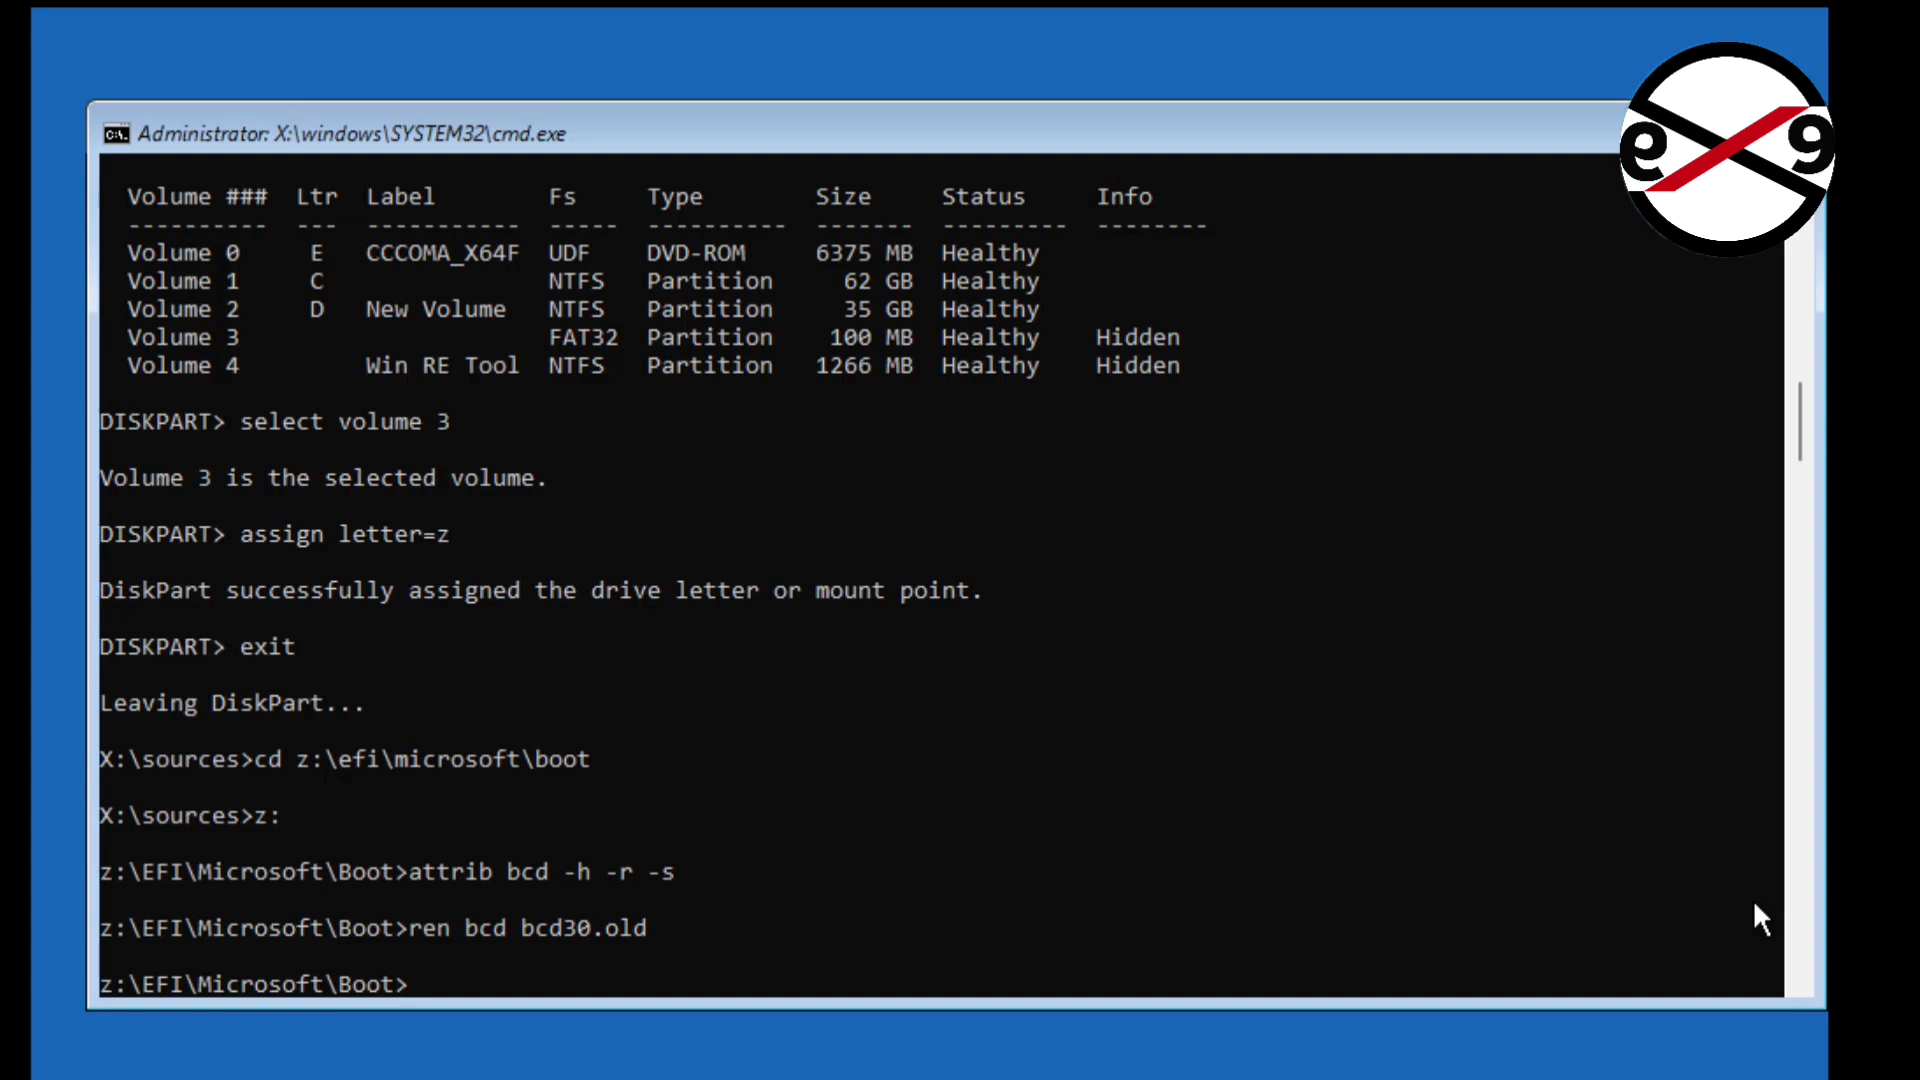 Administrator: X:\windows\SYSTEM32\cmd.exe
e 9
Volume ### Ltr Label Fs Type Size Status Info
---------- --- ----------- ----- ---------- ------- --------- --------
Volume 0 E CCCOMA_X64F UDF DVD-ROM 6375 MB Healthy
Volume 1 C NTFS Partition 62 GB Healthy
Volume 2 D New Volume NTFS Partition 35 GB Healthy
Volume 3 FAT32 Partition 100 MB Healthy Hidden
Volume 4 Win RE Tool NTFS Partition 1266 MB Healthy Hidden
DISKPART> select volume 3
Volume 3 is the selected volume.
DISKPART> assign letter=z
DiskPart successfully assigned the drive letter or mount point.
DISKPART> exit
Leaving DiskPart...
X:\sources>cd z:\efi\microsoft\boot
X:\sources>z:
z:\EFI\Microsoft\Boot>attrib bcd -h -r -s
z:\EFI\Microsoft\Boot>ren bcd bcd30.old
z:\EFI\Microsoft\Boot>